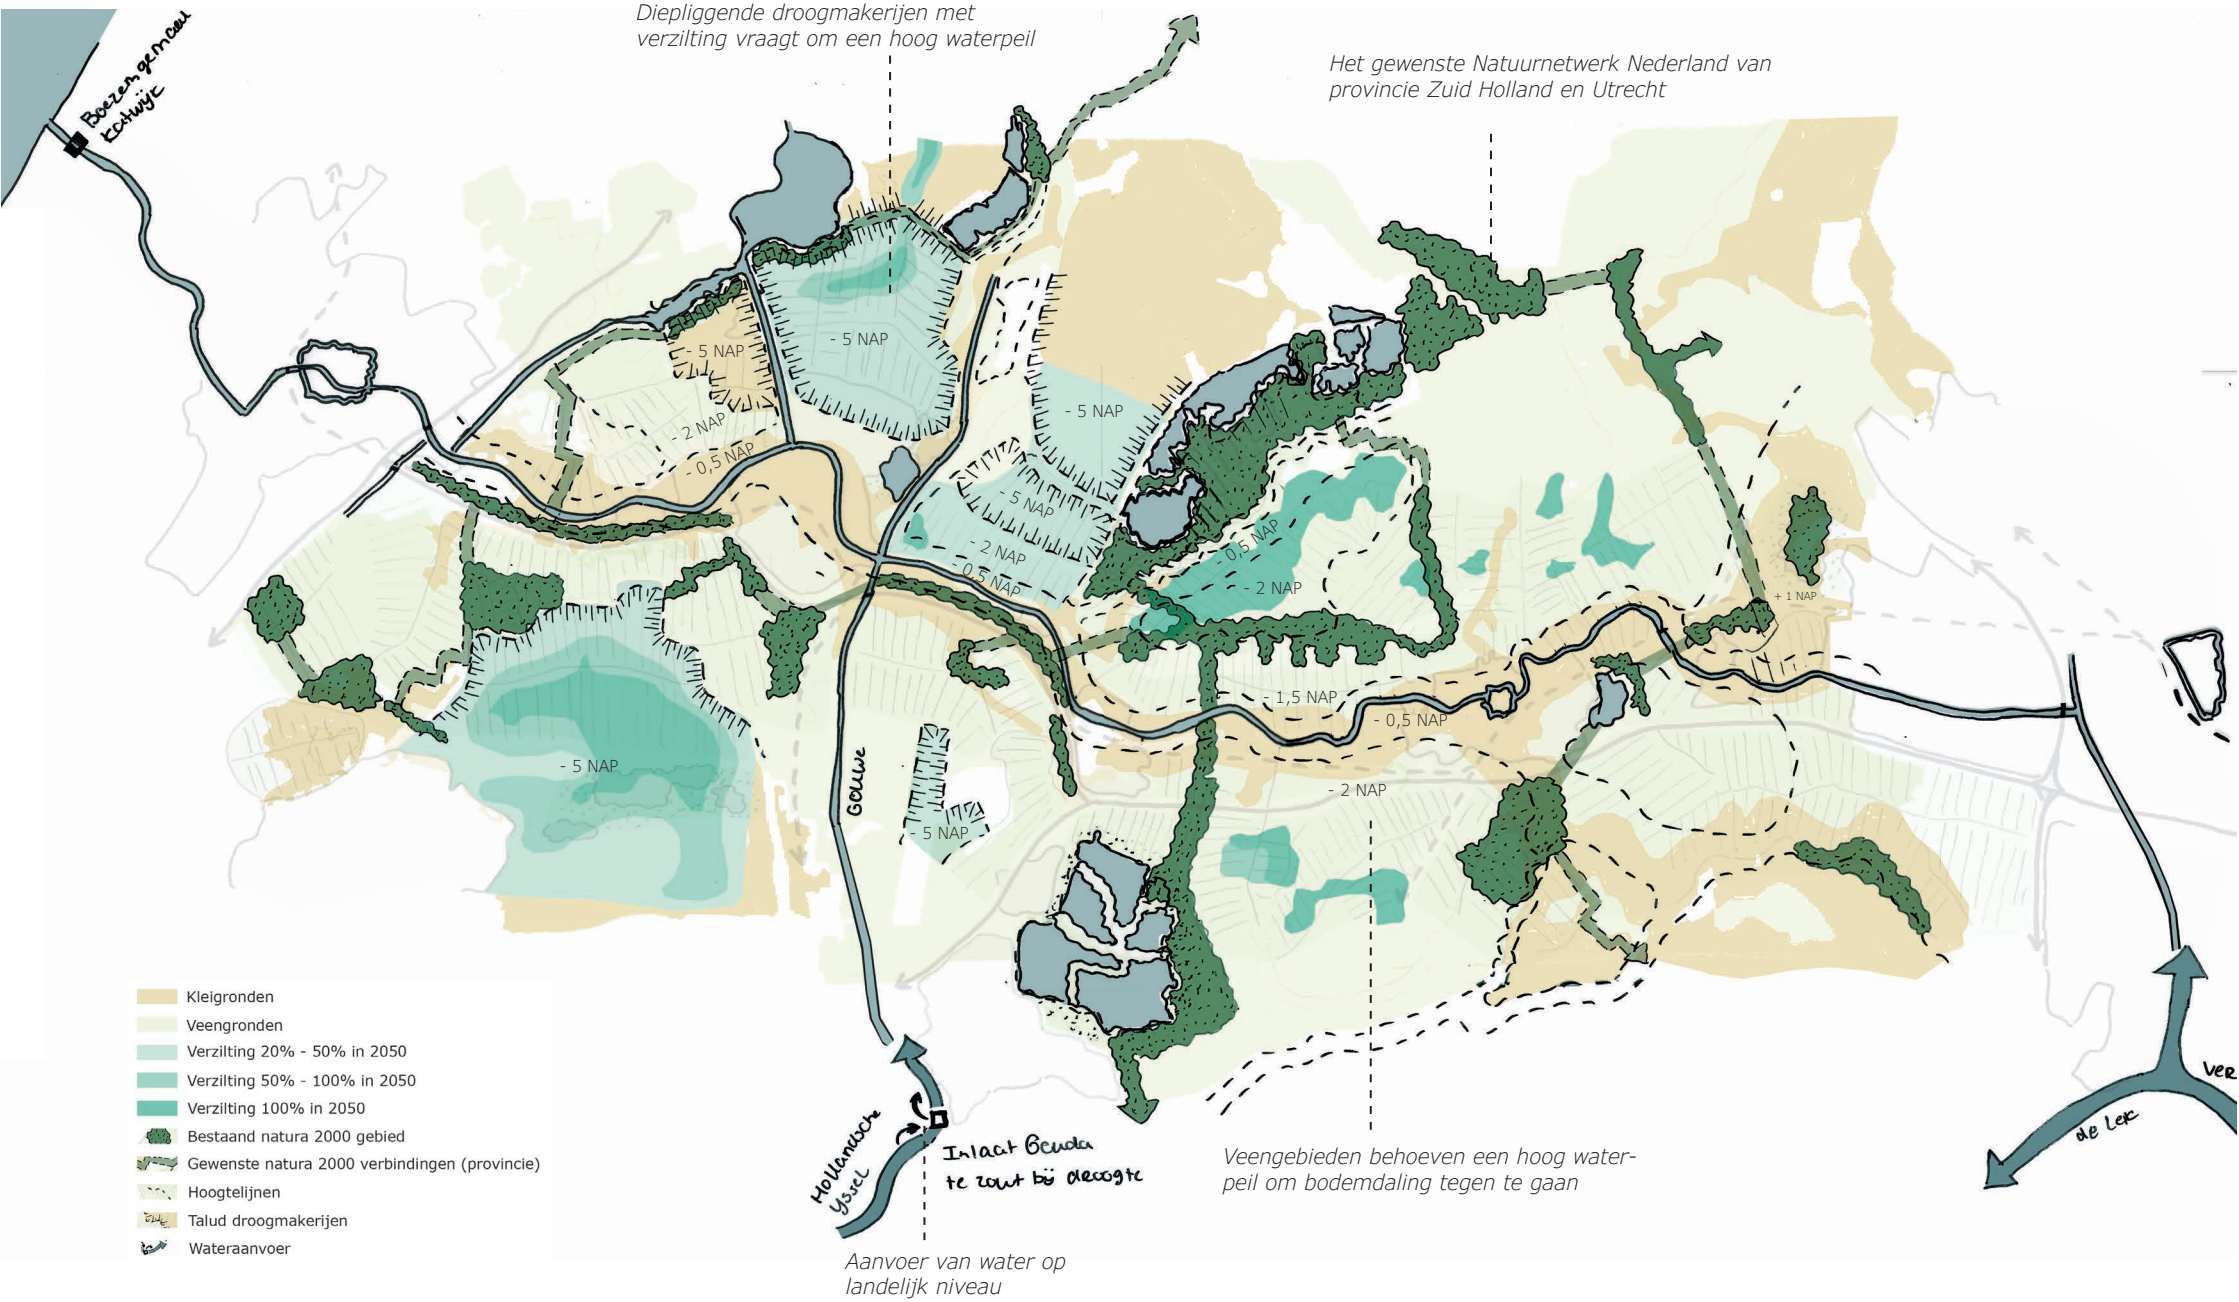 Diepliggende droogmakerijen met
verzilting vraagt om een hoog waterpeil
Het gewenste Natuurnetwerk Nederland van
provincie Zuid Holland en Utrecht
Boezemgemaal
Katwijk
- 5 NAP
- 5 NAP
- 5 NAP
- 2 NAP
- 0,5 NAP
- 5 NAP
- 2 NAP
- 0,5 NAP
- 0,5 NAP
- 2 NAP
+ 1 NAP
- 1,5 NAP
- 0,5 NAP
- 5 NAP
- 2 NAP
- 5 NAP
Gouwe
Kleigronden
Veengronden
Verzilting 20% - 50% in 2050
Verzilting 50% - 100% in 2050
Verzilting 100% in 2050
Bestaand natura 2000 gebied
Gewenste natura 2000 verbindingen (provincie)
Hoogtelijnen
Talud droogmakerijen
Wateraanvoer
Hollandsche
Yssel
Inlaat Gouda
te zout bij droogte
Veengebieden behoeven een hoog water-
peil om bodemdaling tegen te gaan
de Lek
Ver
Aanvoer van water op
landelijk niveau